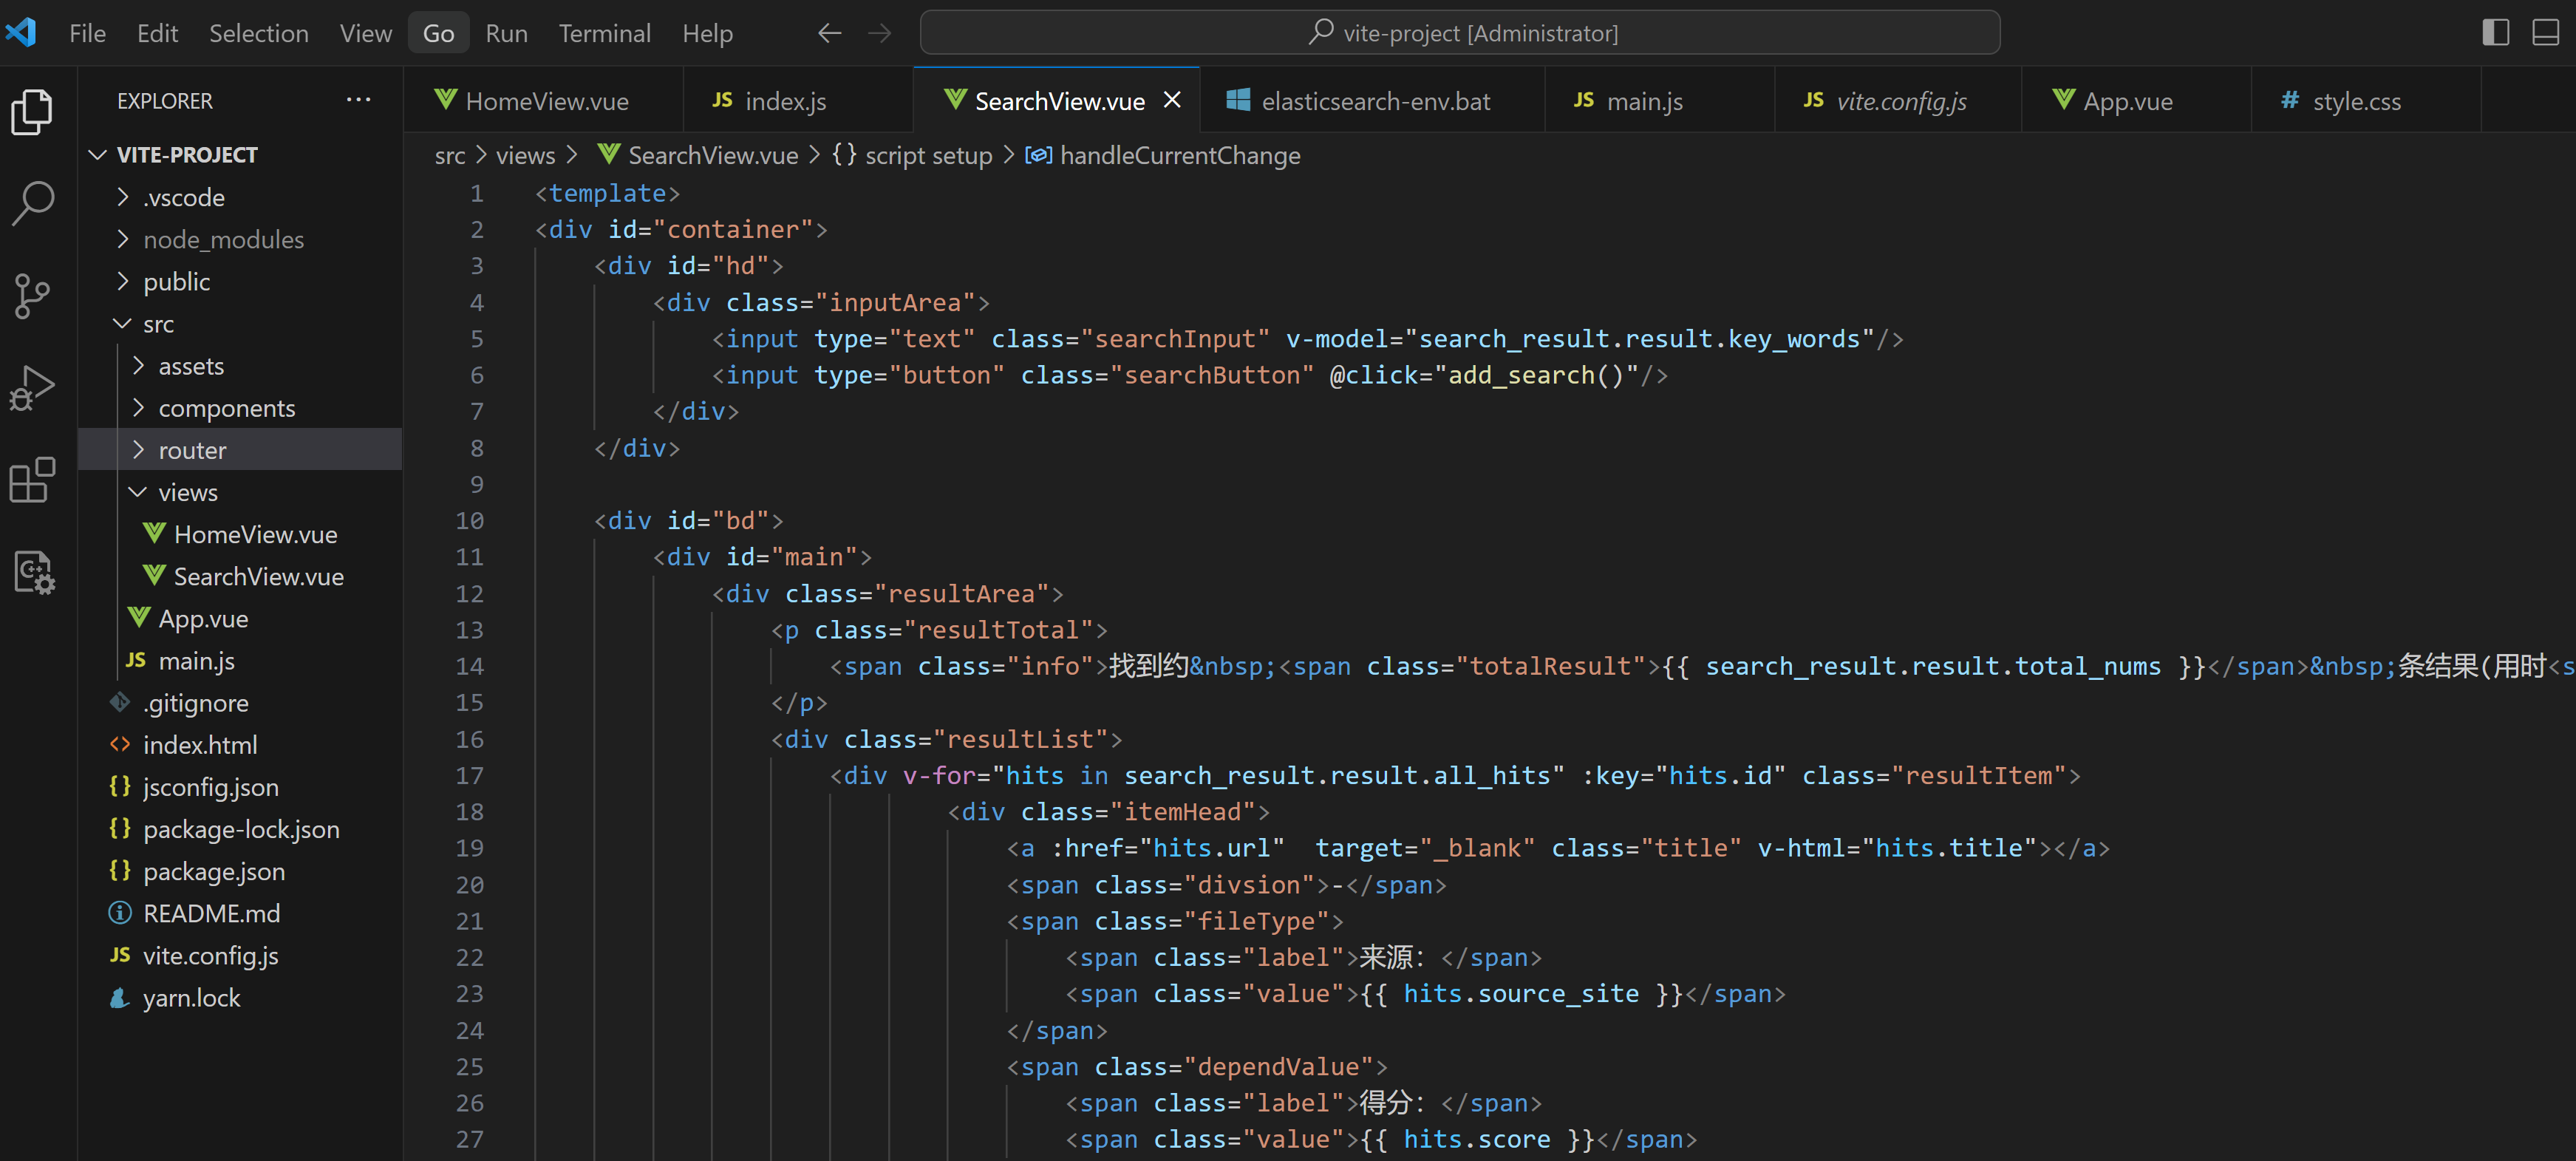 File Edit Selection View Go Run Terminal Help
vite-project [Administrator]
EXPLORER
VITE-PROJECT
.vscode
node_modules
public
src
assets
components
router
views
HomeView.vue
SearchView.vue
App.vue
JS main.js
.gitignore
index.html
{} jsconfig.json
{} package-lock.json
{} package.json
README.md
JS vite.config.js
yarn.lock
HomeView.vue JS index.js SearchView.vue elasticsearch-env.bat JS main.js JS vite.config.js App.vue # style.css
src > views > SearchView.vue > {} script setup > handleCurrentChange
1 <template>
2 <div id="container">
3 <div id="hd">
4 <div class="inputArea">
5 <input type="text" class="searchInput" v-model="search_result.result.key_words"/>
6 <input type="button" class="searchButton" @click="add_search()"/>
7 </div>
8 </div>
9
10 <div id="bd">
11 <div id="main">
12 <div class="resultArea">
13 <p class="resultTotal">
14 <span class="info">找到约&nbsp;<span class="totalResult">{{ search_result.result.total_nums }}</span>&nbsp;条结果(用时<s
15 </p>
16 <div class="resultList">
17 <div v-for="hits in search_result.result.all_hits" :key="hits.id" class="resultItem">
18 <div class="itemHead">
19 <a :href="hits.url"  target="_blank" class="title" v-html="hits.title"></a>
20 <span class="divsion">-</span>
21 <span class="fileType">
22 <span class="label">来源：</span>
23 <span class="value">{{ hits.source_site }}</span>
24 </span>
25 <span class="dependValue">
26 <span class="label">得分：</span>
27 <span class="value">{{ hits.score }}</span>